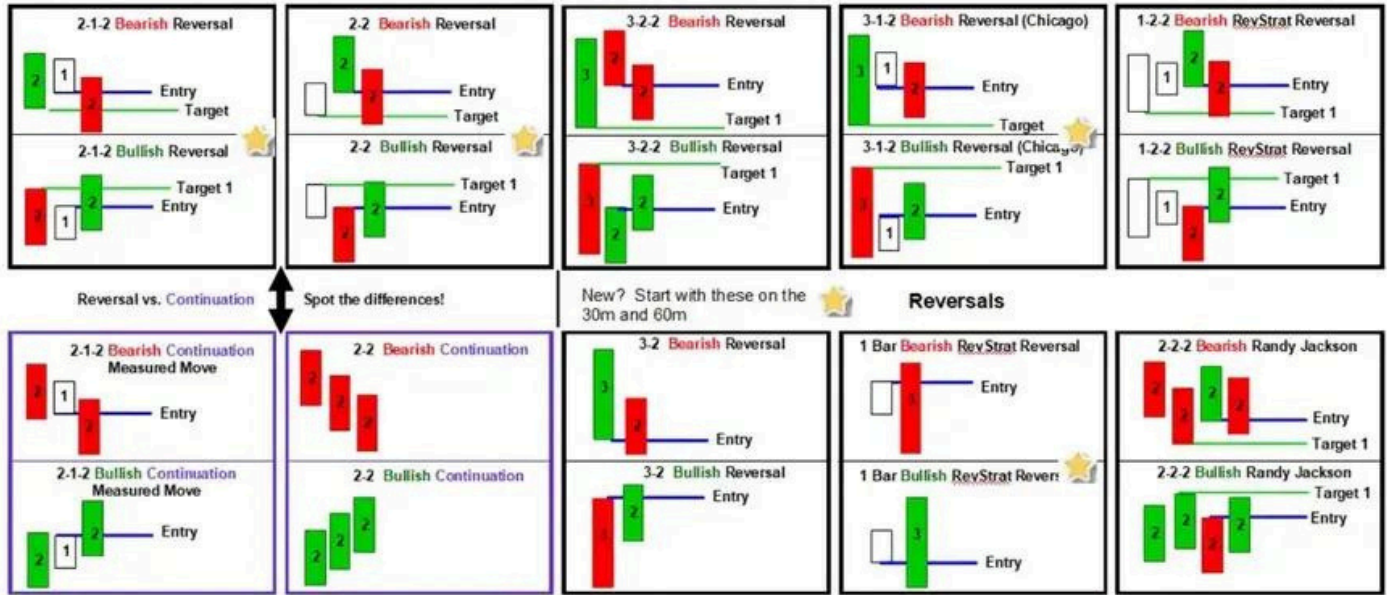 2-1-2 Bearish Reversal
2
1
2
Entry
Target
2-1-2 Bullish Reversal
2
1
2
Target 1
Entry
2-2 Bearish Reversal
2
2
Entry
Target
2-2 Bullish Reversal
2
2
Target 1
Entry
3-2-2 Bearish Reversal
3
2
2
Entry
Target 1
3-2-2 Bullish Reversal
3
2
2
Target 1
Entry
3-1-2 Bearish Reversal (Chicago)
3
1
2
Entry
Target
3-1-2 Bullish Reversal (Chicago)
3
1
2
Target 1
Entry
1-2-2 Bearish RevStrat Reversal
1
2
2
Entry
Target 1
1-2-2 Bullish RevStrat Reversal
1
2
2
Target 1
Entry
Reversal vs. Continuation
Spot the differences!
New? Start with these on the
30m and 60m
Reversals
2-1-2 Bearish Continuation
Measured Move
2
1
2
Entry
2-1-2 Bullish Continuation
Measured Move
2
1
2
Entry
2-2 Bearish Continuation
2
2
2
2-2 Bullish Continuation
2
2
2
3-2 Bearish Reversal
3
2
Entry
3-2 Bullish Reversal
3
2
Entry
1 Bar Bearish RevStrat Reversal
3
Entry
1 Bar Bullish RevStrat Revers
3
Entry
2-2-2 Bearish Randy Jackson
2
2
2
2
Entry
Target 1
2-2-2 Bullish Randy Jackson
2
2
2
2
Target 1
Entry